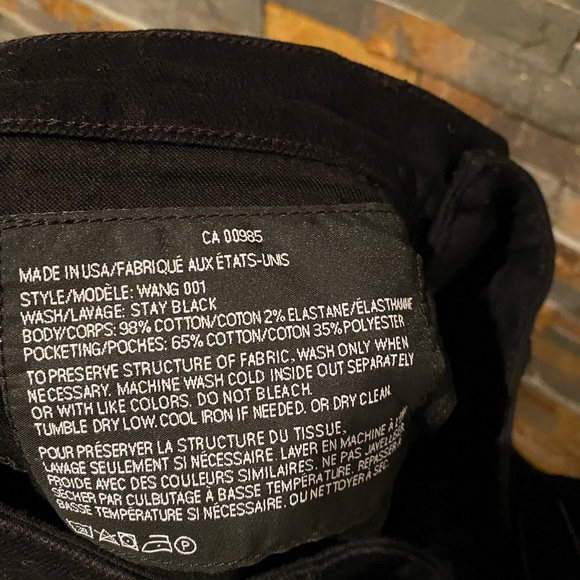 CA 00985
MADE IN USA/FABRIQUÉ AUX ÉTATS-UNIS
STYLE/MODÈLE: WANG 001
WASH/LAVAGE: STAY BLACK
BODY/CORPS: 98% COTTON/COTON 2% ELASTANE/ÉLASTHANNE
POCKETING/POCHES: 65% COTTON/COTON 35% POLYESTER
TO PRESERVE STRUCTURE OF FABRIC, WASH ONLY WHEN
NECESSARY. MACHINE WASH COLD INSIDE OUT SEPARATELY
OR WITH LIKE COLORS. DO NOT BLEACH.
TUMBLE DRY LOW. COOL IRON IF NEEDED. OR DRY CLEAN.
POUR PRÉSERVER LA STRUCTURE DU TISSUE,
LAVAGE SEULEMENT SI NÉCESSAIRE. LAYER EN MACHINE À
FROIDE AVEC DES COULEURS SIMILAIRES. NE PAS JAVELLER
SÉCHER PAR CULBUTAGE À BASSE TEMPÉRATURE. REPASSER
BASSE TEMPÉRATURE SI NÉCESSAIRE. OU NETTOYER À SEC.
P